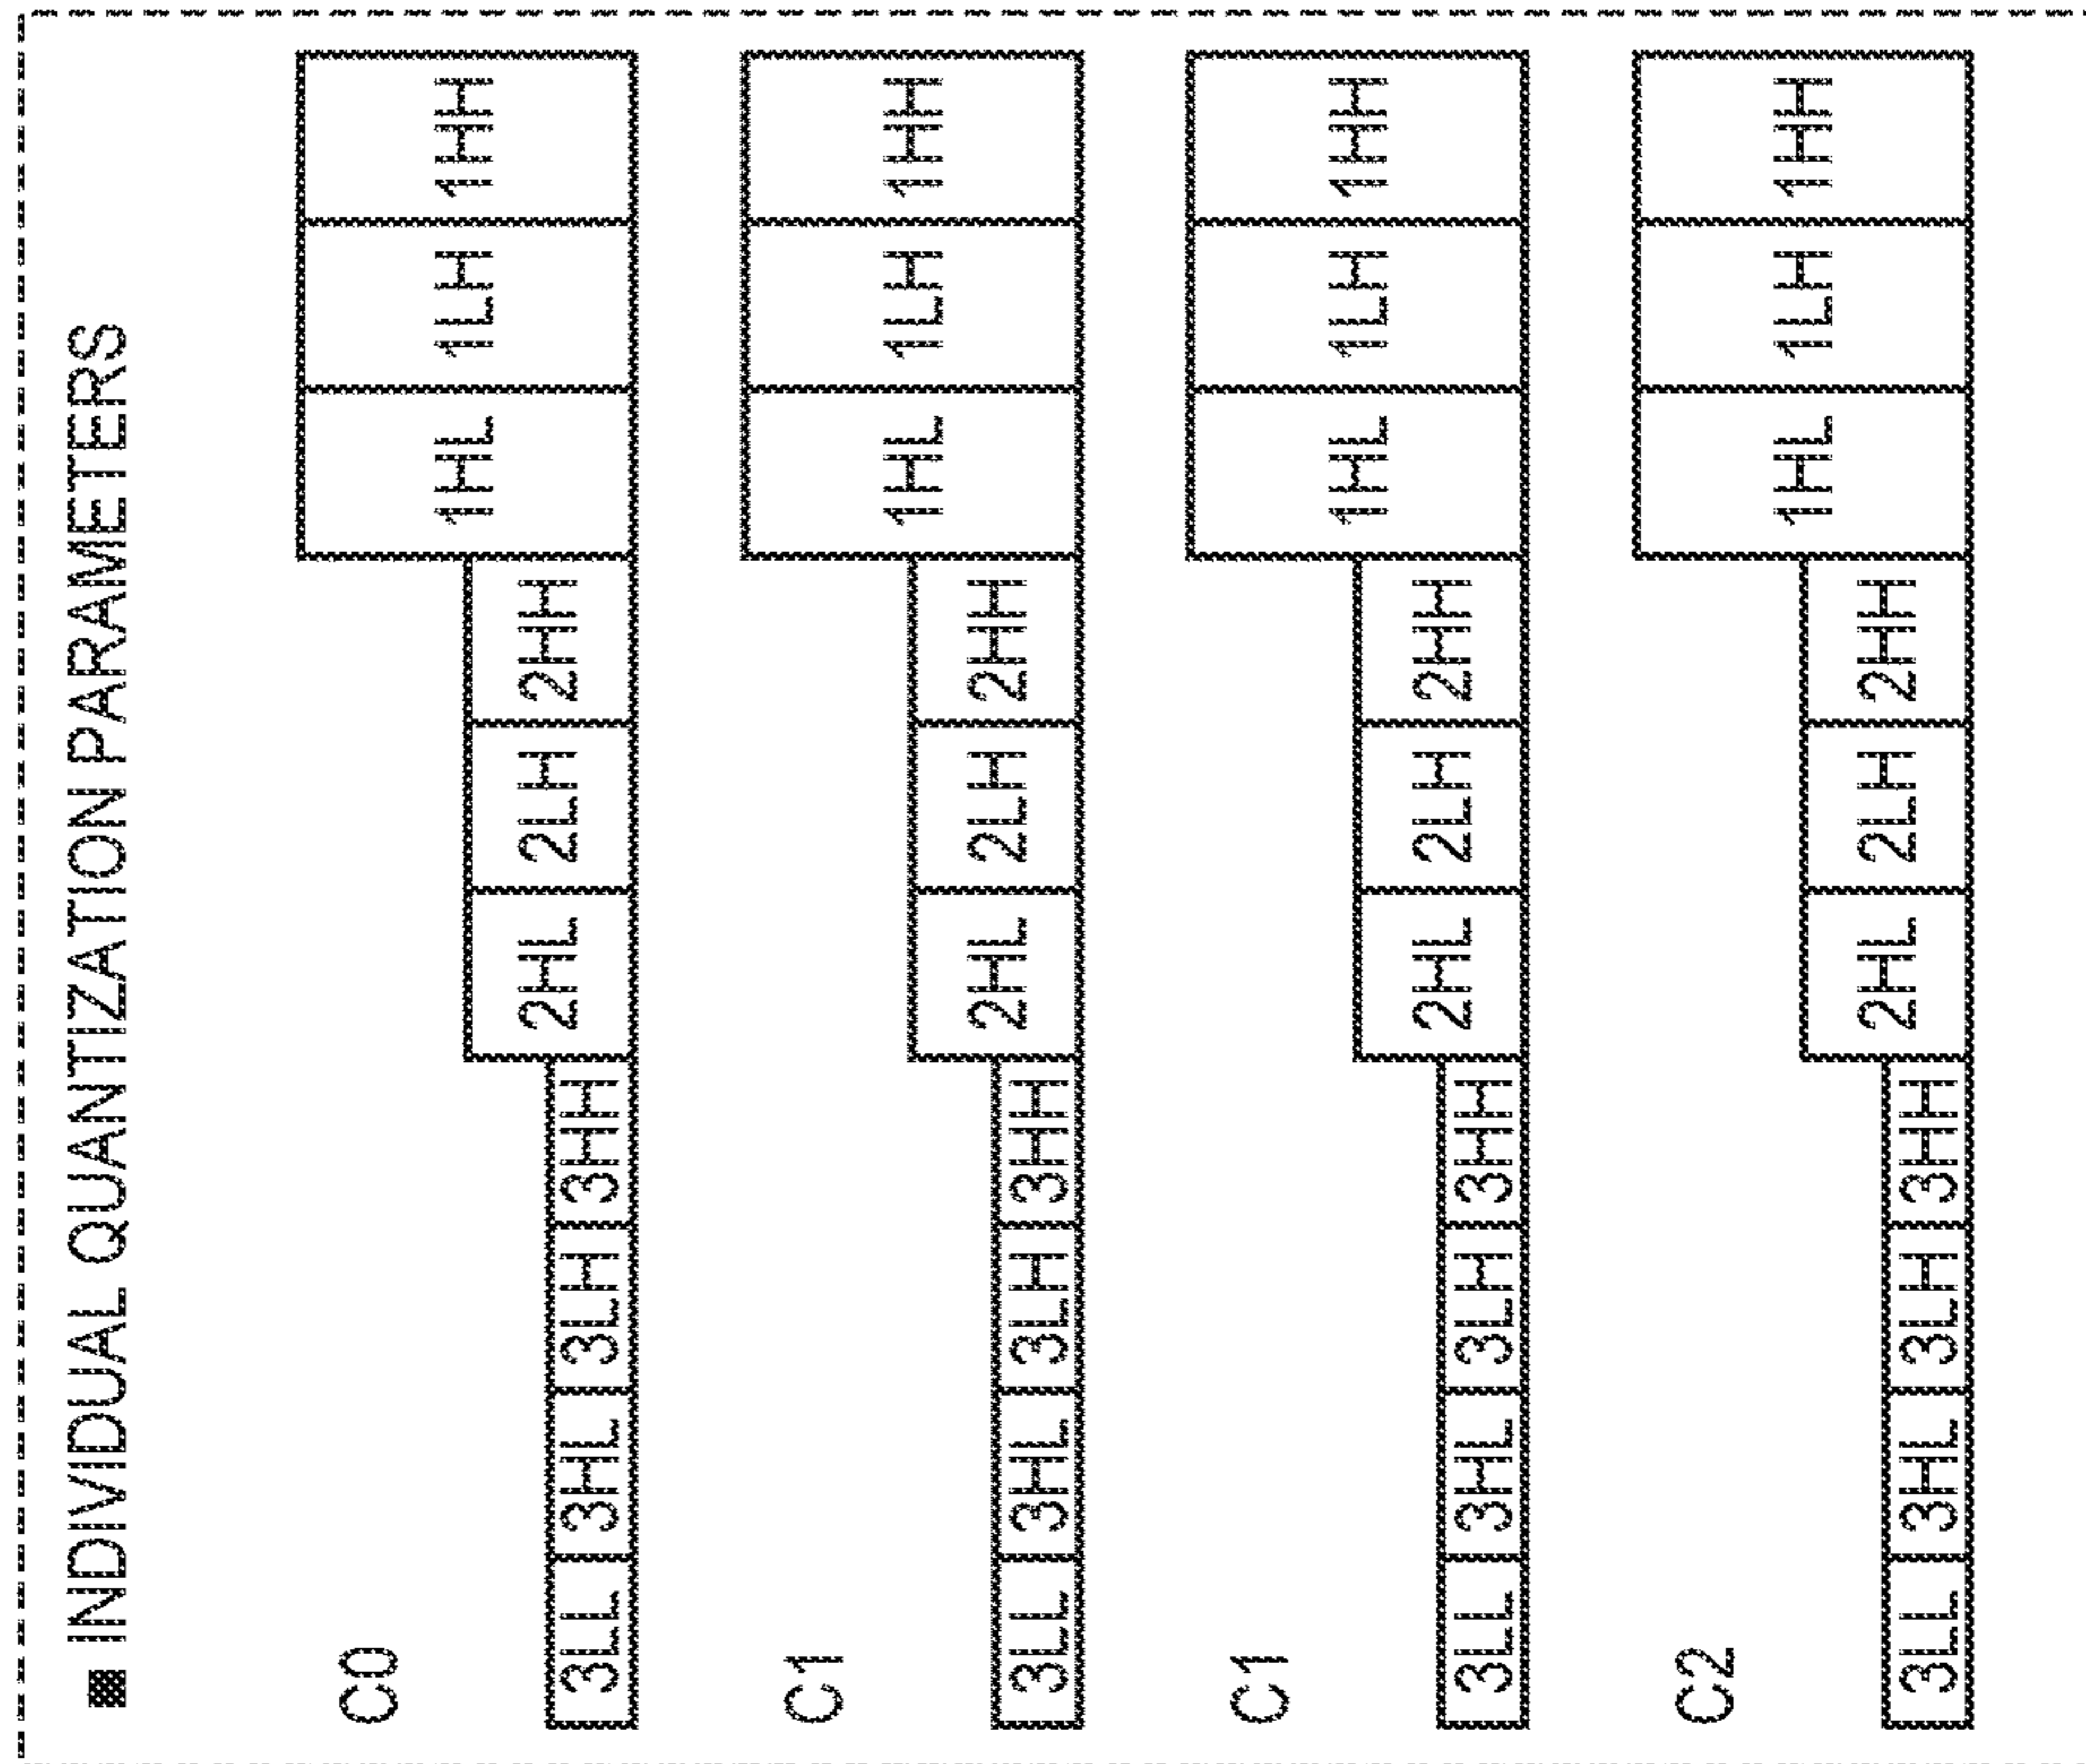 ■ INDIVIDUAL QUANTIZATION PARAMETERS
C0
3LL 3HL 3LH 3HH 2HL 2LH 2HH 1HL 1LH 1HH
C1
3LL 3HL 3LH 3HH 2HL 2LH 2HH 1HL 1LH 1HH
C1
3LL 3HL 3LH 3HH 2HL 2LH 2HH 1HL 1LH 1HH
C2
3LL 3HL 3LH 3HH 2HL 2LH 2HH 1HL 1LH 1HH